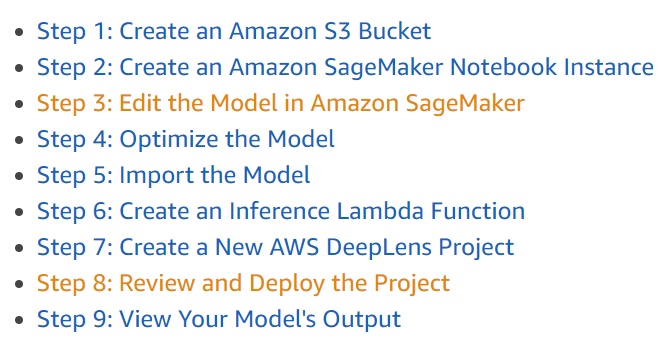 Step 1: Create an Amazon S3 Bucket
Step 2: Create an Amazon SageMaker Notebook Instance
Step 3: Edit the Model in Amazon SageMaker
Step 4: Optimize the Model
Step 5: Import the Model
Step 6: Create an Inference Lambda Function
Step 7: Create a New AWS DeepLens Project
Step 8: Review and Deploy the Project
Step 9: View Your Model's Output